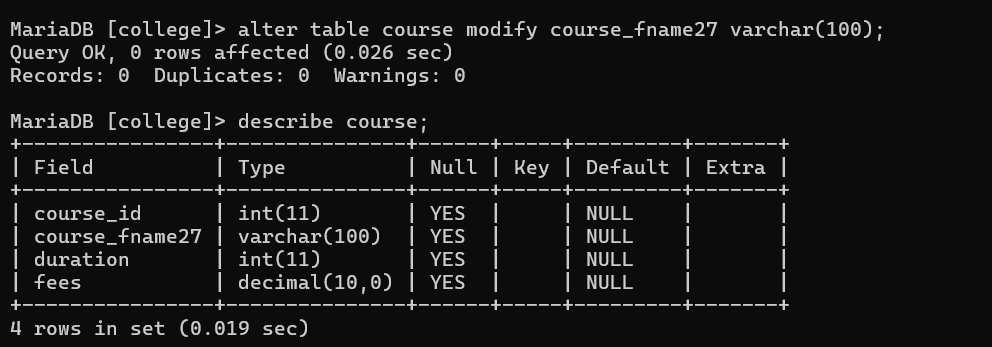 MariaDB [college]> alter table course modify course_fname27 varchar(100);
Query OK, 0 rows affected (0.026 sec)
Records: 0  Duplicates: 0  Warnings: 0

MariaDB [college]> describe course;
+----------------+---------------+------+-----+---------+-------+
| Field          | Type          | Null | Key | Default | Extra |
+----------------+---------------+------+-----+---------+-------+
| course_id      | int(11)       | YES  |     | NULL    |       |
| course_fname27 | varchar(100)  | YES  |     | NULL    |       |
| duration       | int(11)       | YES  |     | NULL    |       |
| fees           | decimal(10,0) | YES  |     | NULL    |       |
+----------------+---------------+------+-----+---------+-------+
4 rows in set (0.019 sec)